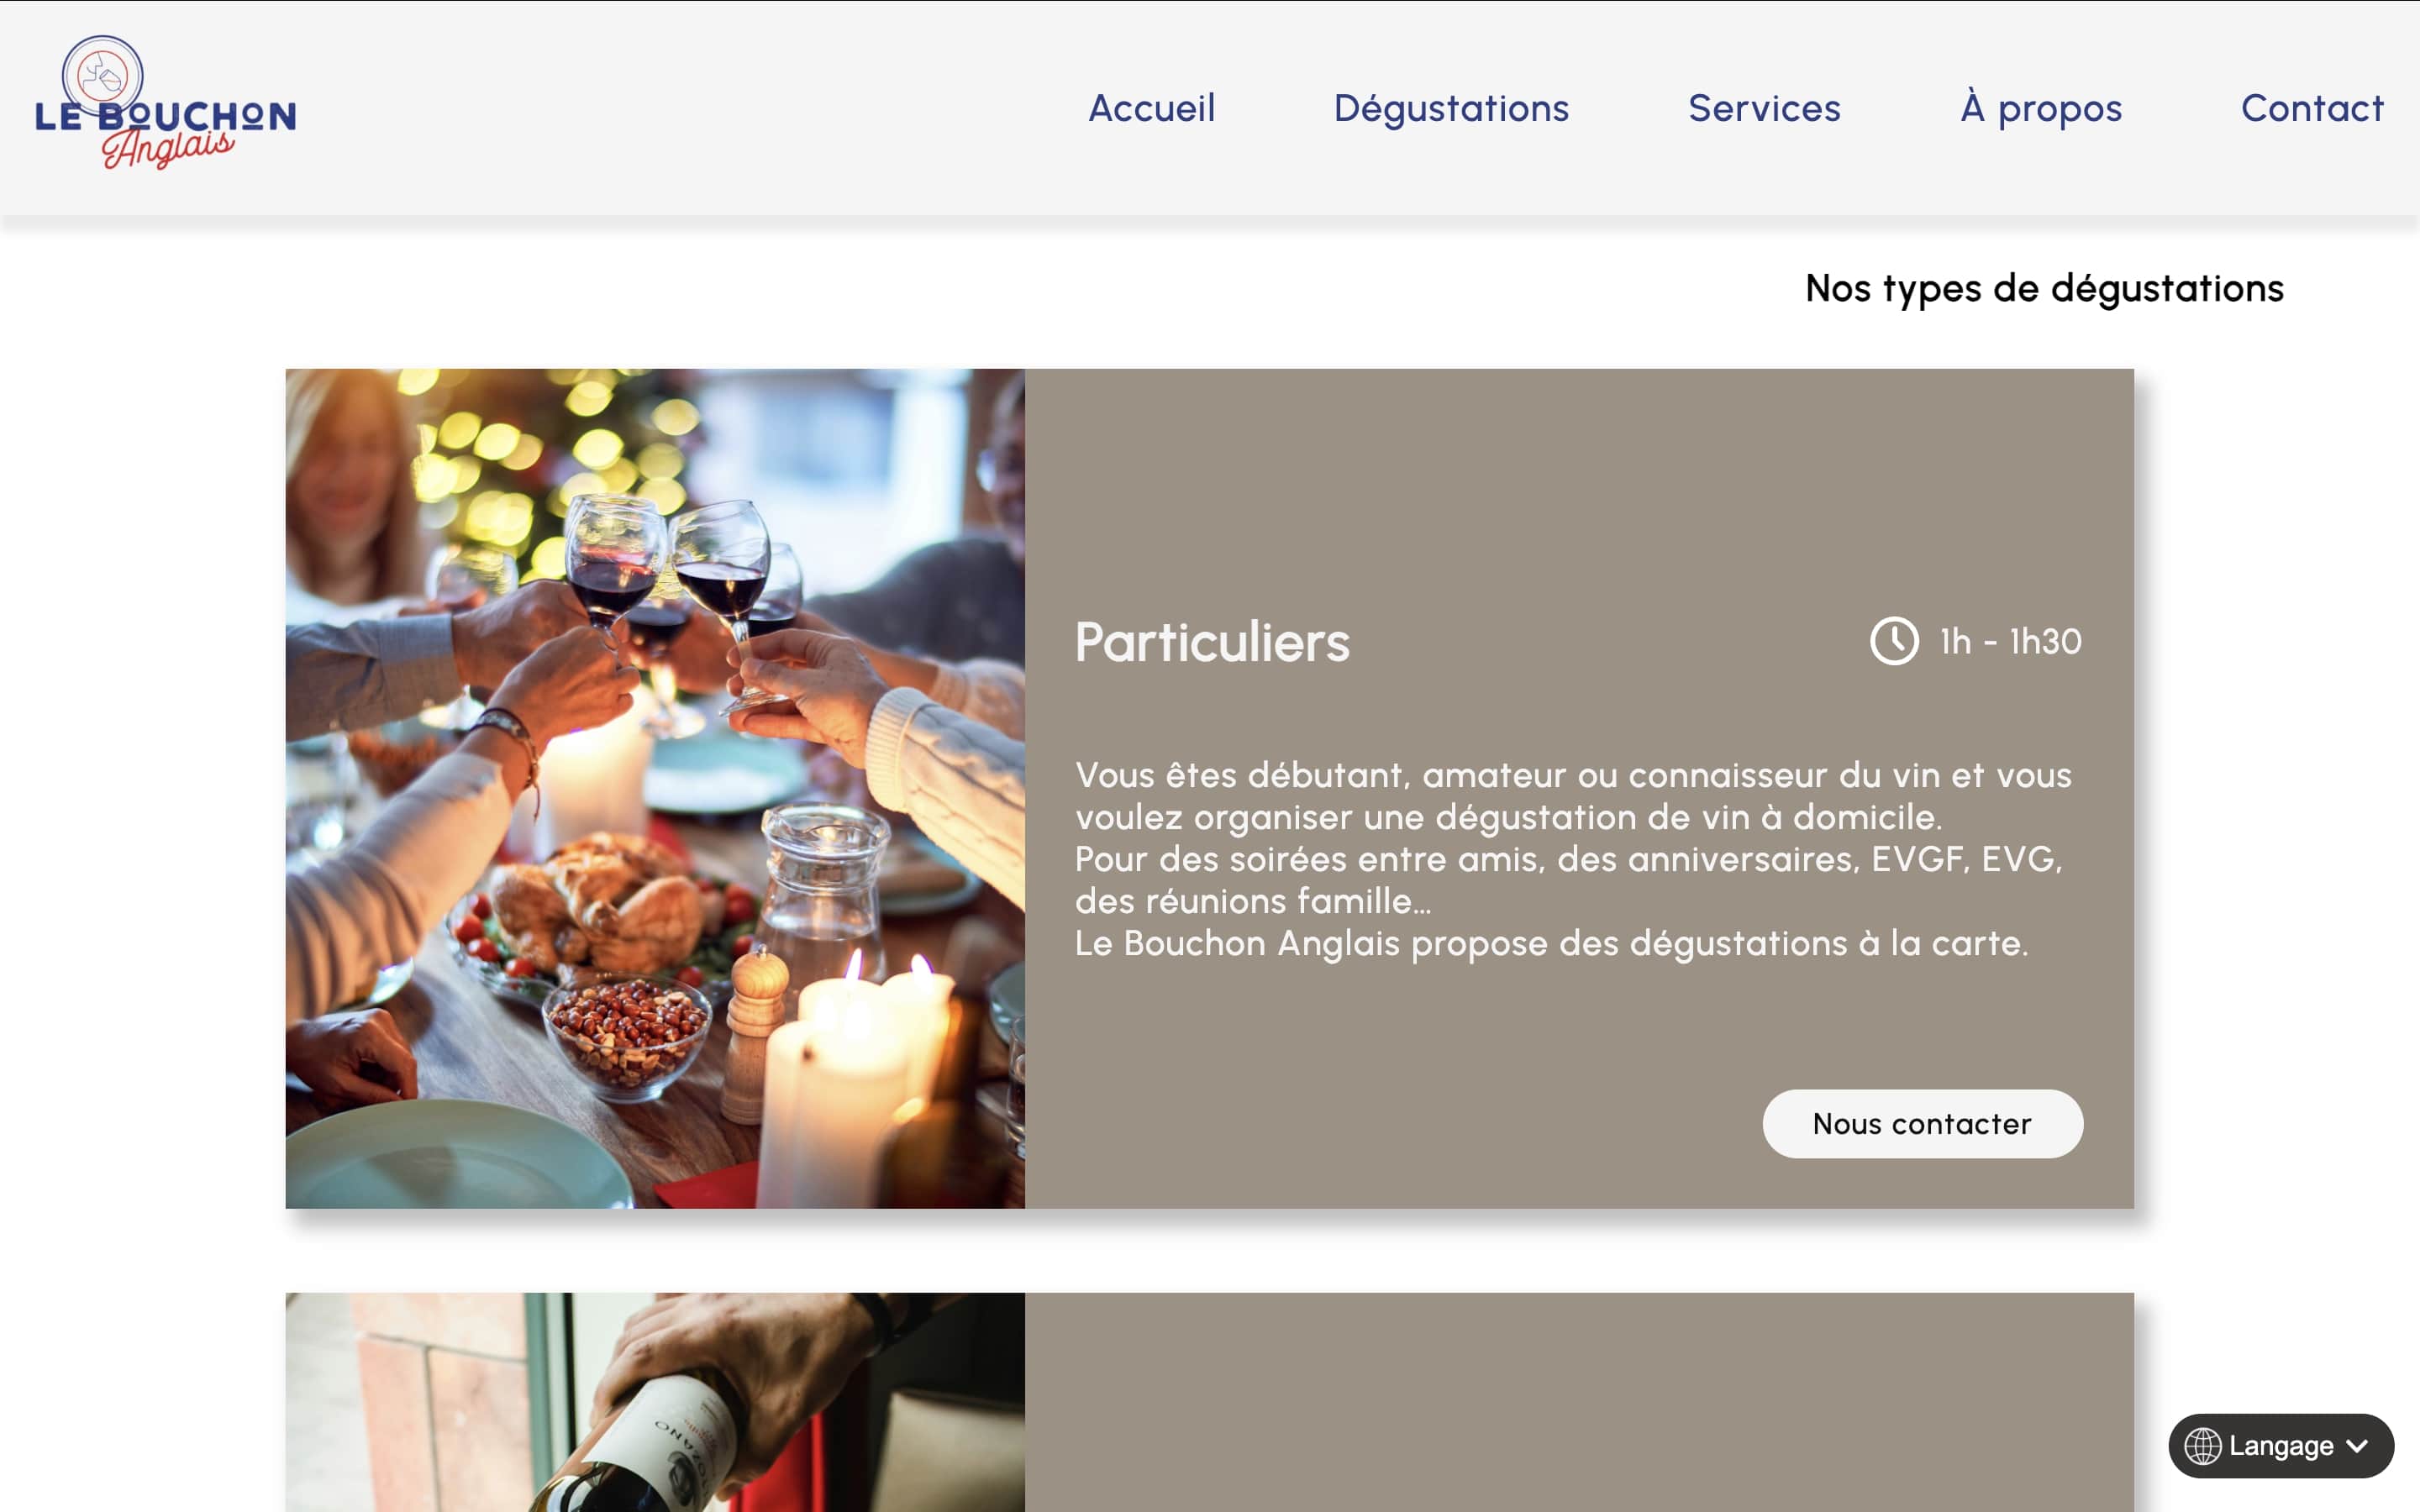 LE BOUCHON
Anglais
Accueil
Dégustations
Services
À propos
Contact
Nos types de dégustations
Particuliers
1h - 1h30
Vous êtes débutant, amateur ou connaisseur du vin et vous
voulez organiser une dégustation de vin à domicile.
Pour des soirées entre amis, des anniversaires, EVGF, EVG,
des réunions famille...
Le Bouchon Anglais propose des dégustations à la carte.
Nous contacter
Langage